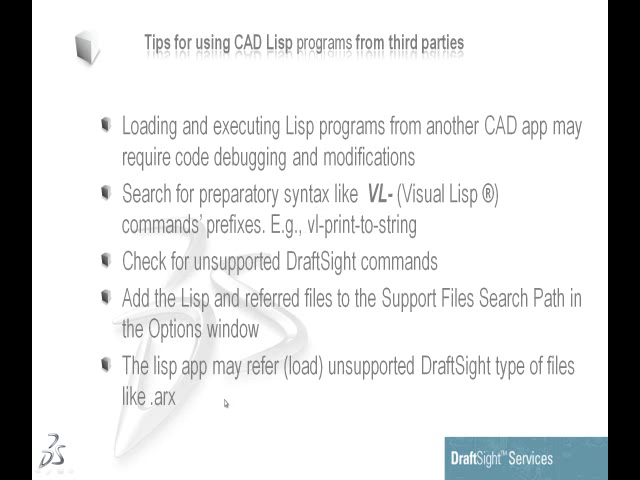 Tips for using CAD Lisp programs from third parties
Loading and executing Lisp programs from another CAD app may
require code debugging and modifications
Search for preparatory syntax like VL- (Visual Lisp ®)
commands' prefixes. E.g., vl-print-to-string
Check for unsupported DraftSight commands
Add the Lisp and referred files to the Support Files Search Path in
the Options window
The lisp app may refer (load) unsupported DraftSight type of files
like .arx
DraftSight™ Services